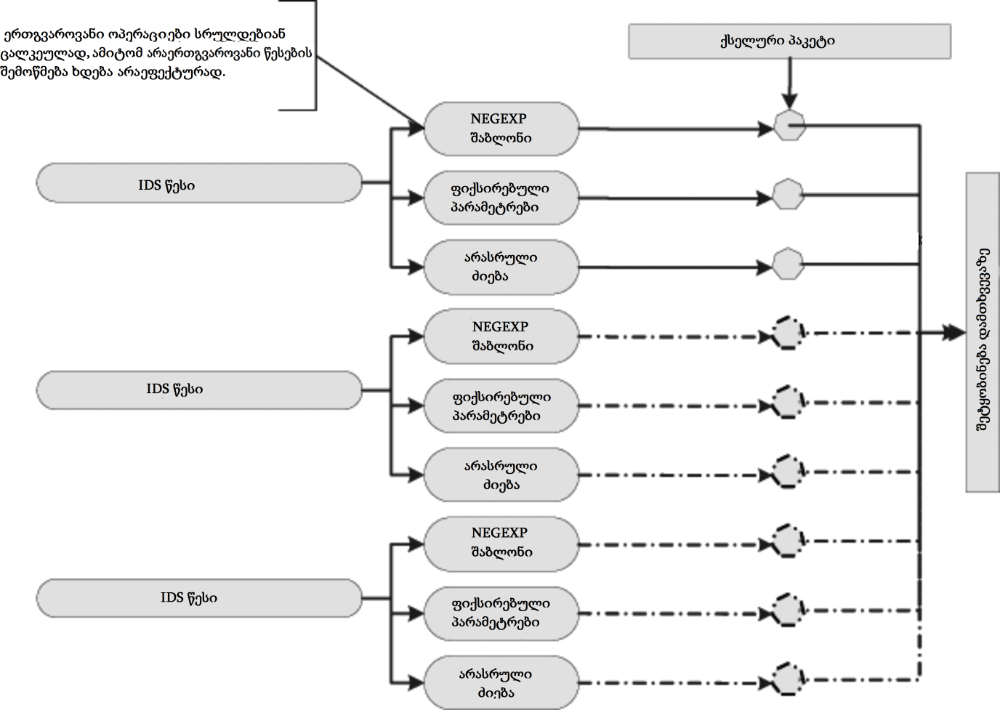 ერთგვაროვანი ოპერაციები სრულდებიან
ცალკეულად, ამიტომ არაერთგვაროვანი წესების
შემოწმება ხდება არაეფექტურად.
ქსელური პაკეტი
NEGEXP
შაბლონი
IDS წესი
ფიქსირებული
პარამეტრები
არასრული
ძიება
NEGEXP
შაბლონი
IDS წესი
ფიქსირებული
პარამეტრები
არასრული
ძიება
NEGEXP
შაბლონი
IDS წესი
ფიქსირებული
პარამეტრები
არასრული
ძიება
შეტყობინება დამთხვევაზე